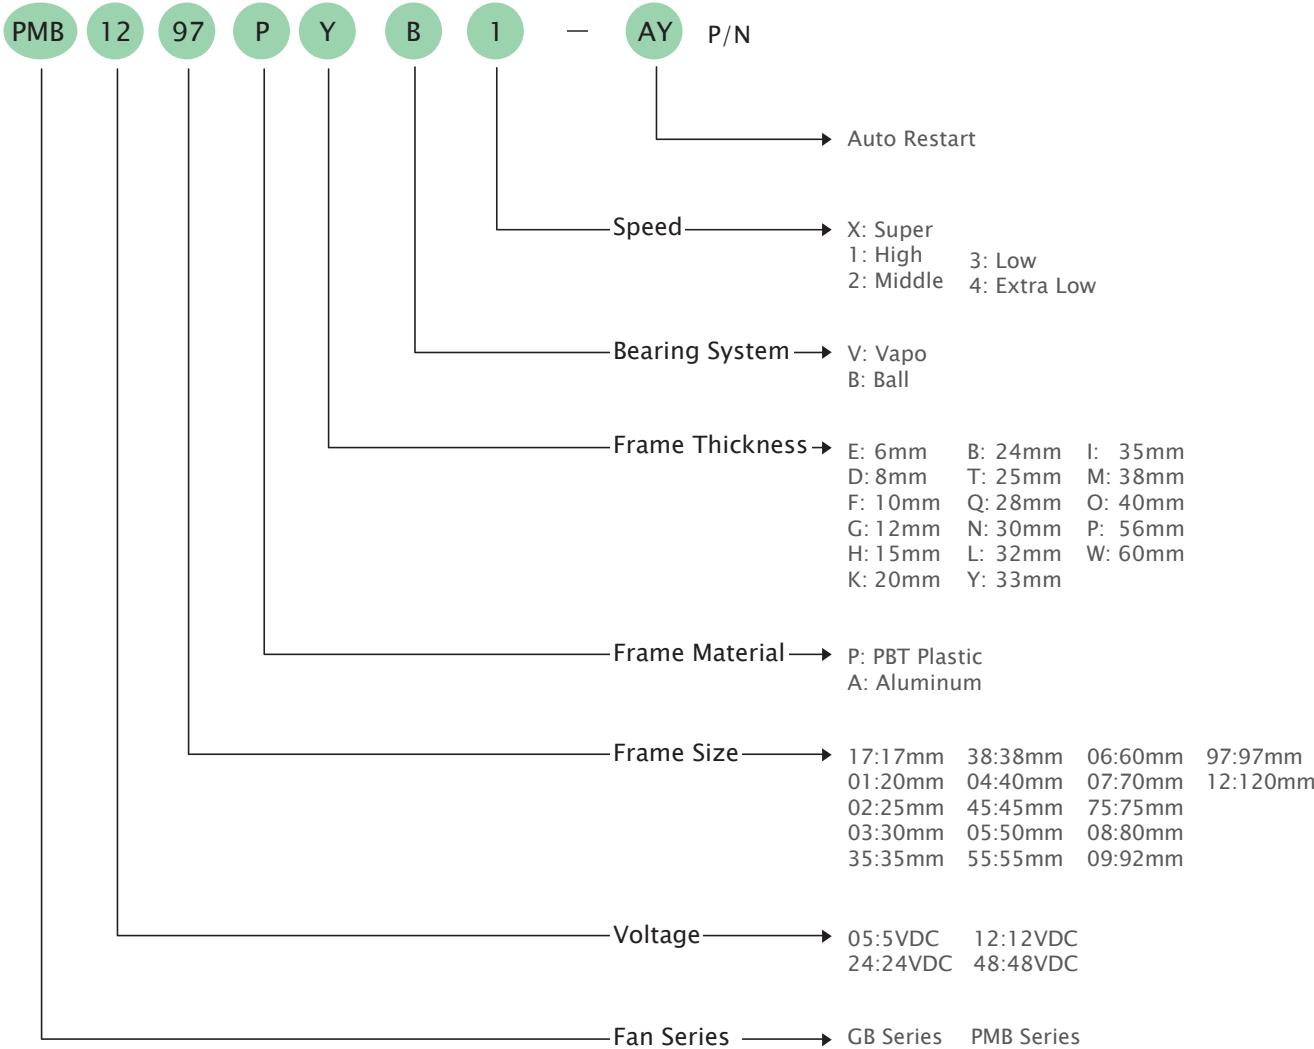 PMB 12 97 P Y B 1 — AY P/N
Auto Restart
Speed
X: Super
1: High
2: Middle
3: Low
4: Extra Low
Bearing System
V: Vapo
B: Ball
Frame Thickness
E: 6mm B: 24mm I: 35mm
D: 8mm T: 25mm M: 38mm
F: 10mm Q: 28mm O: 40mm
G: 12mm N: 30mm P: 56mm
H: 15mm L: 32mm W: 60mm
K: 20mm Y: 33mm
Frame Material
P: PBT Plastic
A: Aluminum
Frame Size
17:17mm 38:38mm 06:60mm 97:97mm
01:20mm 04:40mm 07:70mm 12:120mm
02:25mm 45:45mm 75:75mm
03:30mm 05:50mm 08:80mm
35:35mm 55:55mm 09:92mm
Voltage
05:5VDC 12:12VDC
24:24VDC 48:48VDC
Fan Series
GB Series PMB Series